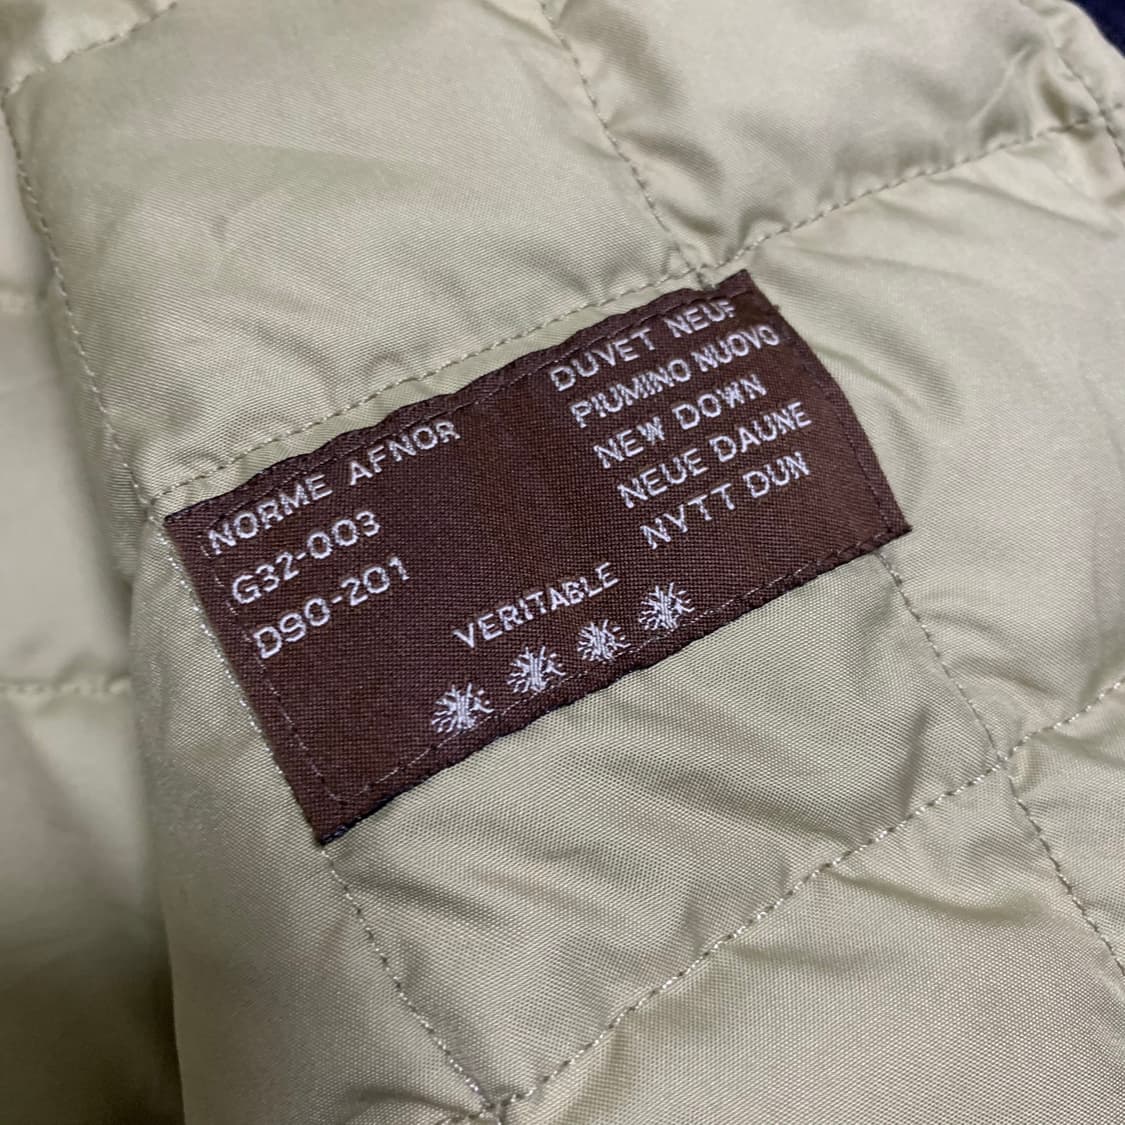 NORME AFNOR
G32-003
D90-201
DUVET NEUF
PIUMINO NUOVO
NEW DOWN
NEUE DAUNE
NYTT DUN
VERITABLE